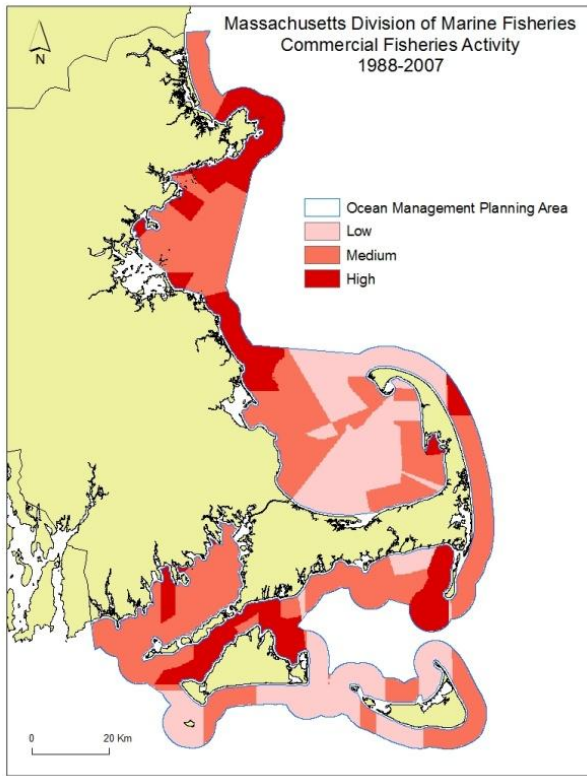 Massachusetts Division of Marine Fisheries
Commercial Fisheries Activity
1988-2007
N
Ocean Management Planning Area
Low
Medium
High
0 20 Km